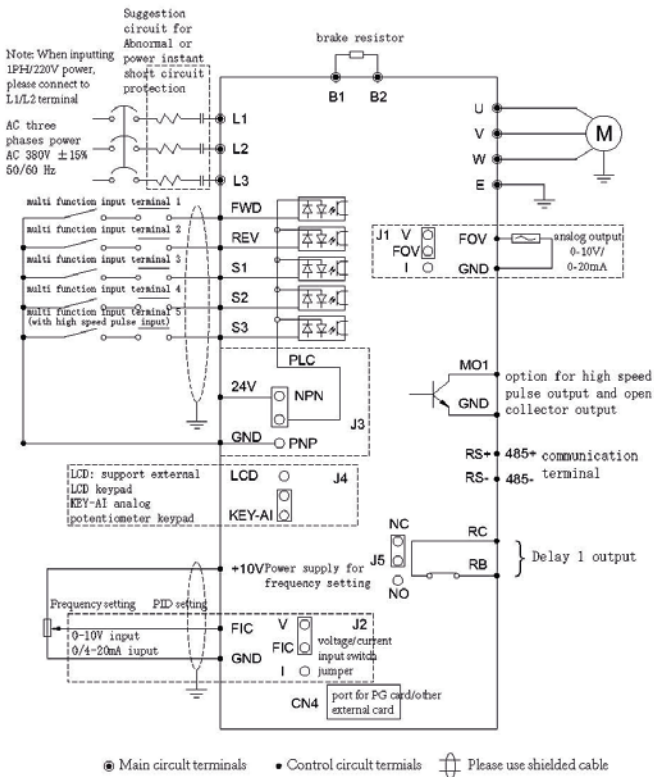 Suggestion
circuit for
Abnormal or
power instant
short circuit
protection
Note: When inputting
1PH/220V power,
please connect to
L1/L2 terminal
AC three
phases power
AC 380V ±15%
50/60 Hz
brake resistor
B1 B2
L1
L2
L3
U
V
W
E
M
multi function input terminal 1
FWD
multi function input terminal 2
REV
multi function input terminal 3
S1
multi function input terminal 4
S2
multi function input terminal 5
(with high speed pulse input)
S3
J1 V
FOV
I
FOV
GND
analog output
0-10V/
0-20mA
PLC
24V
NPN
J3
GND
PNP
MO1
GND
option for high speed
pulse output and open
collector output
RS+ 485+
RS- 485-
communication
terminal
LCD: support external
LCD keypad
KEY-AI analog
potentiometer keypad
LCD
J4
KEY-AI
NC
J5
NO
RC
RB
Delay 1 output
+10V Power supply for
frequency setting
Frequency setting PID setting
0-10V input
0/4-20mA iuput
FIC
GND
V
FIC
I
J2
voltage/current
input switch
jumper
CN4
port for PG card/other
external card
Main circult terminals
Control circult termials
Please use shielded cable